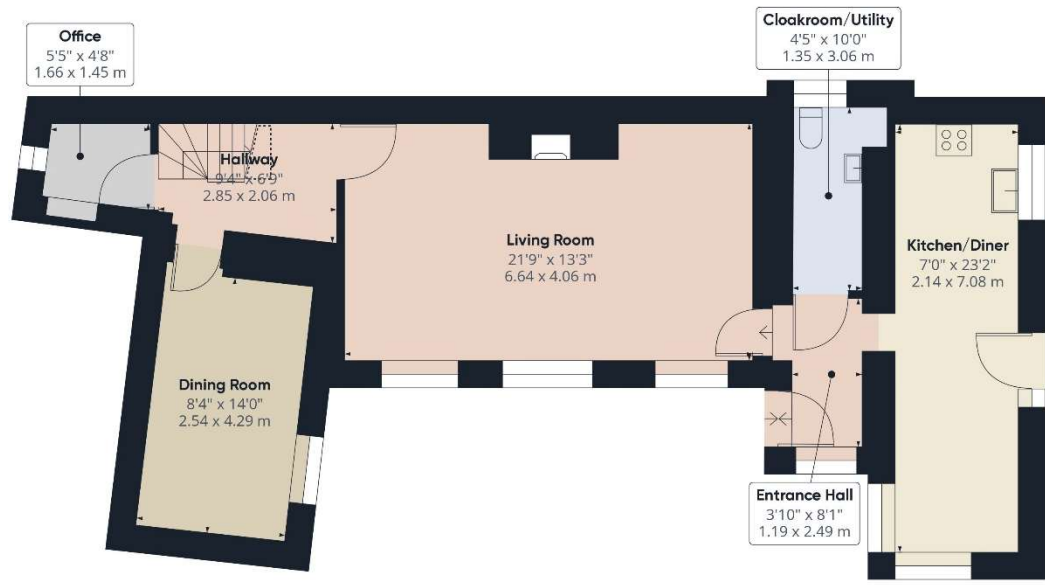 Office
5'5" x 4'8"
1.66 x 1.45 m
Cloakroom/Utility
4'5" x 10'0"
1.35 x 3.06 m
Hallway
9'4" x 6'9"
2.85 x 2.06 m
Living Room
21'9" x 13'3"
6.64 x 4.06 m
Kitchen/Diner
7'0" x 23'2"
2.14 x 7.08 m
Dining Room
8'4" x 14'0"
2.54 x 4.29 m
Entrance Hall
3'10" x 8'1"
1.19 x 2.49 m